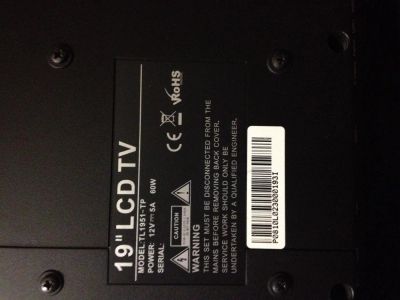 19" LCD TV
MODEL TL1951-TP
POWER: 12V⎓5A 60W
SERIAL:
CE
RoHS
CAUTION
WARNING
THIS SET MUST BE DISCONNECTED FROM THE
MAINS BEFORE REMOVING BACK COVER.
SERVICE WORK SHOULD ONLY BE
UNDERTAKEN BY A QUALIFIED ENGINEER.
P0810L02300001931